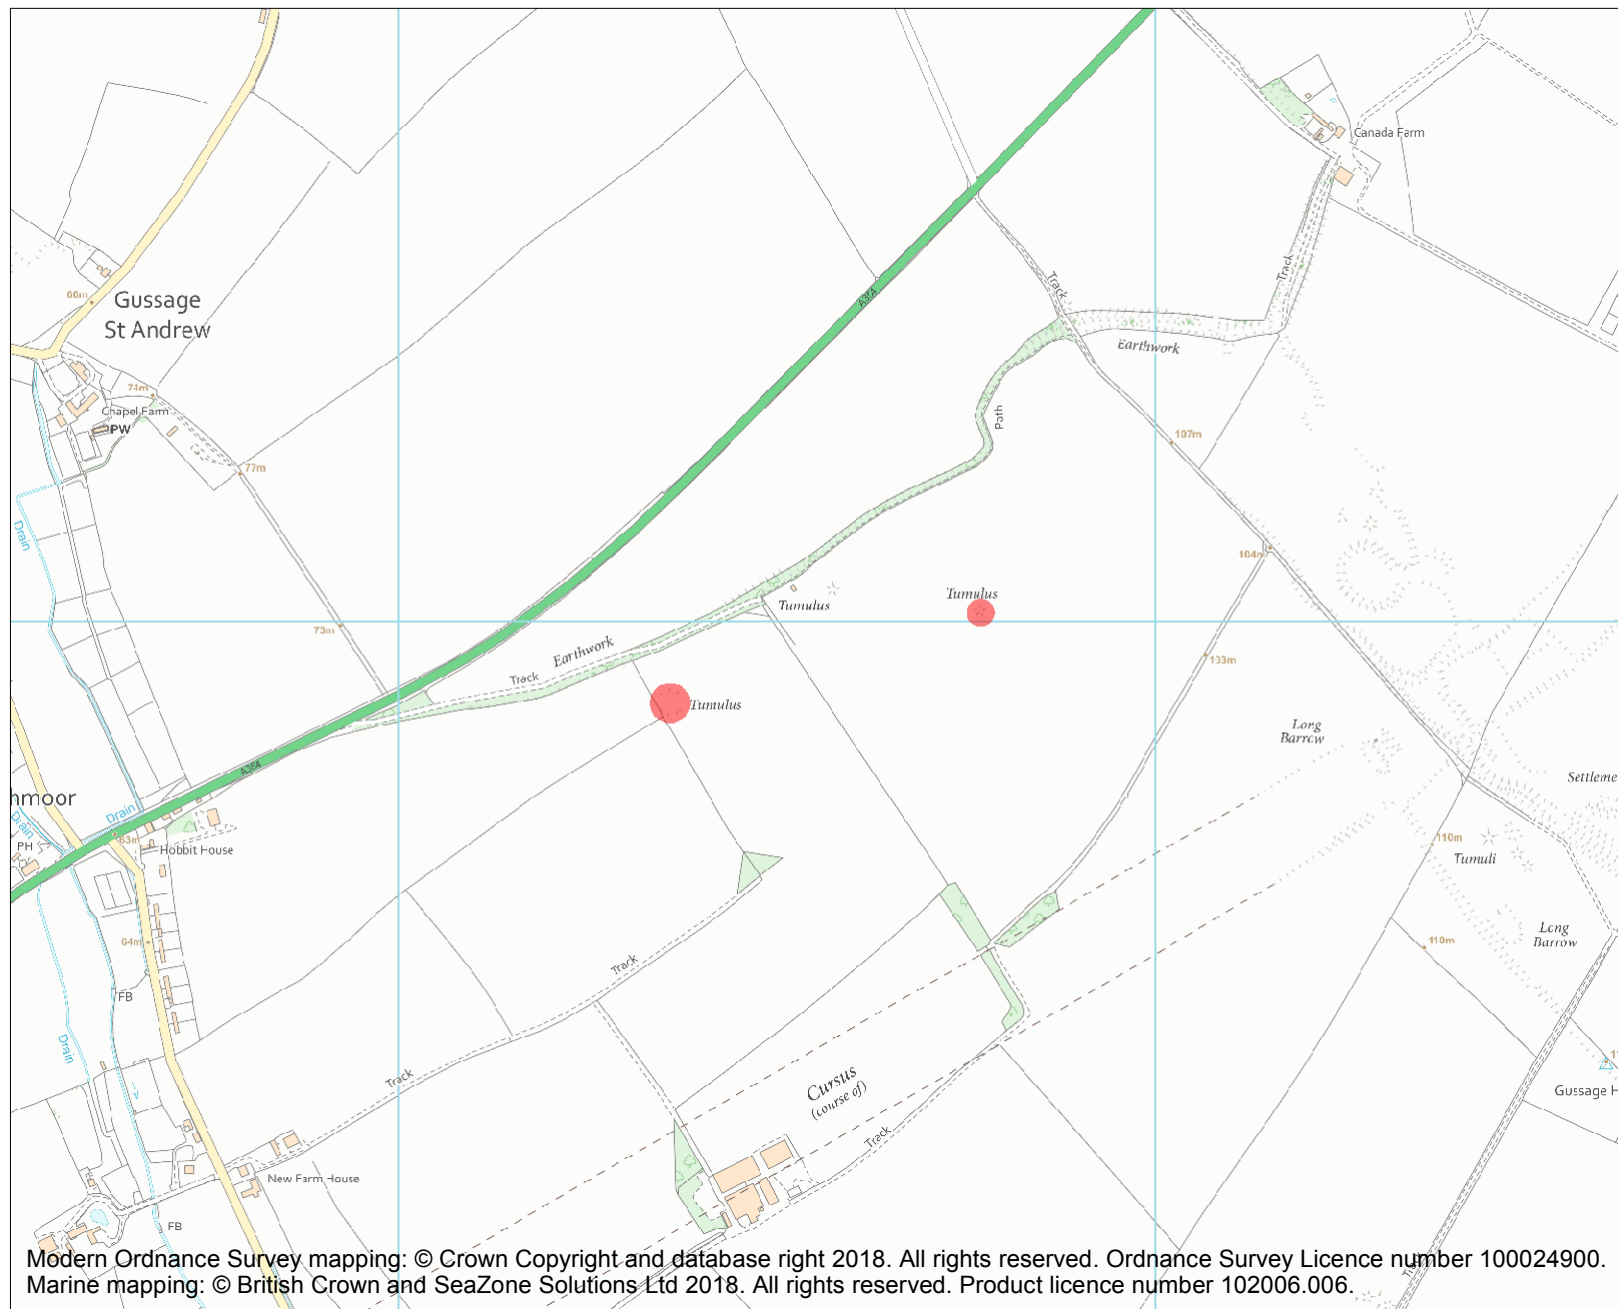 Canada Farm
Gussage
St Andrew
66m
A354
Track
Track
Earthwork
74m
Chapel Farm
PW
Path
107m
77m
Drain
104m
Tumulus
Tumulus
73m
Earthwork
103m
Track
Tumulus
Long
Barrow
Settleme
hmoor
A354
Drain
Drain
63m
PH
Hobbit House
110m
Tumuli
64m
110m
Long
Barrow
Track
FB
Drain
Track
Cursus
(course of)
Gussage H
Track
New Farm House
FB
Modern Ordnance Survey mapping: © Crown Copyright and database right 2018. All rights reserved. Ordnance Survey Licence number 100024900.
Marine mapping: © British Crown and SeaZone Solutions Ltd 2018. All rights reserved. Product licence number 102006.006.